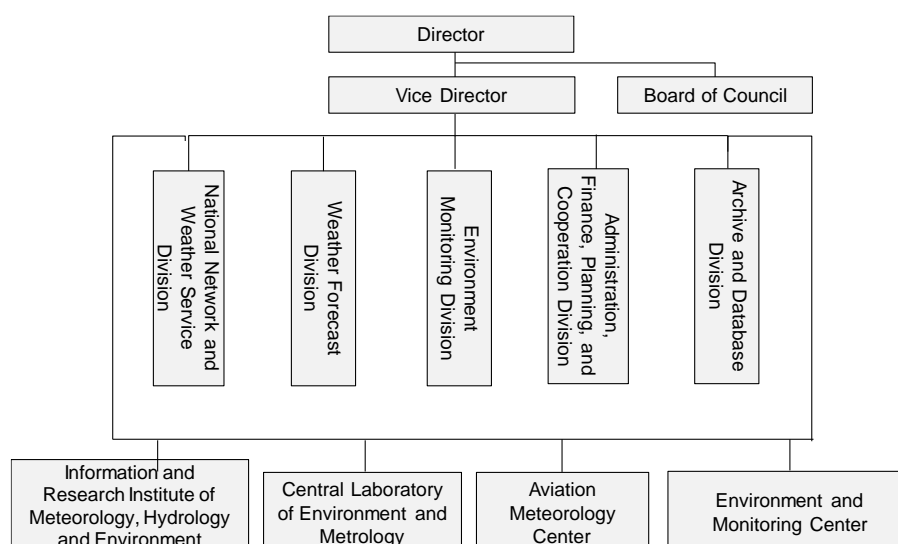 Director
Vice Director
Board of Council
National Network and
Weather Service
Division
Weather Forecast
Division
Environment
Monitoring Division
Administration,
Finance, Planning, and
Cooperation Division
Archive and Database
Division
Information and
Research Institute of
Meteorology, Hydrology
and Environment
Central Laboratory
of Environment and
Metrology
Aviation
Meteorology
Center
Environment and
Monitoring Center